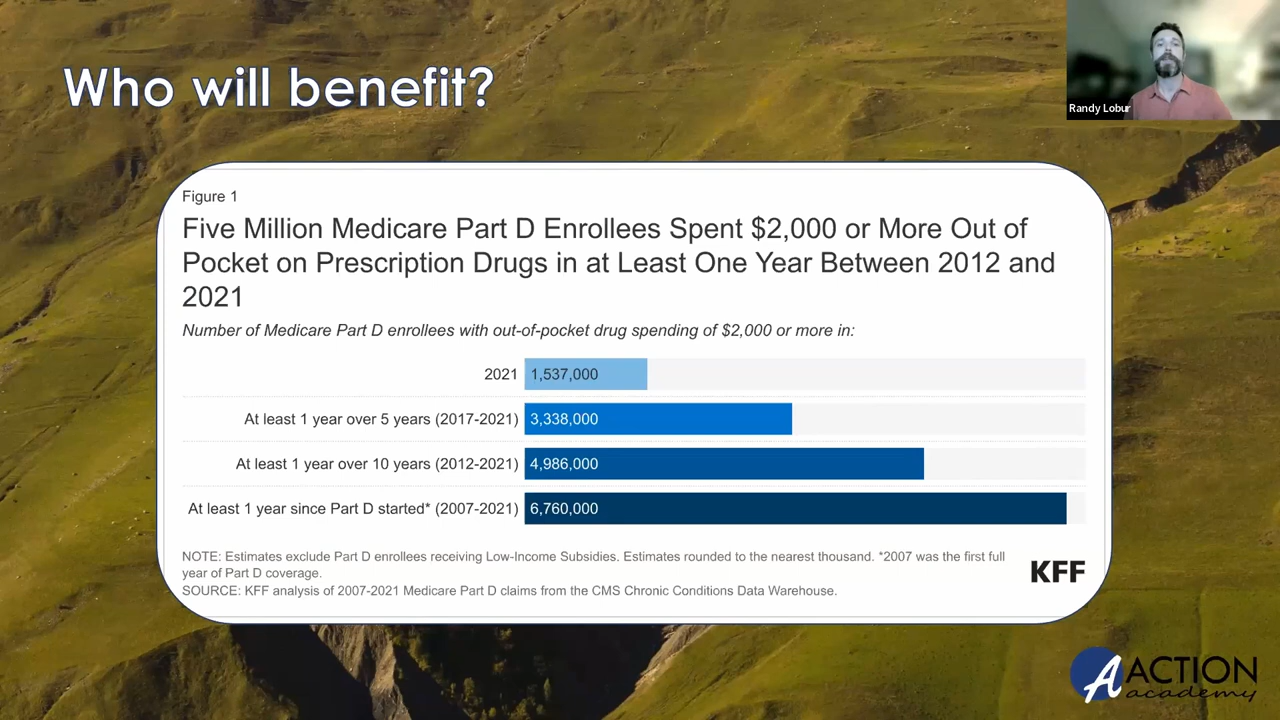 Who will benefit?
Randy Lobur
Figure 1
Five Million Medicare Part D Enrollees Spent $2,000 or More Out of
Pocket on Prescription Drugs in at Least One Year Between 2012 and
2021
Number of Medicare Part D enrollees with out-of-pocket drug spending of $2,000 or more in:
2021 1,537,000
At least 1 year over 5 years (2017-2021) 3,338,000
At least 1 year over 10 years (2012-2021) 4,986,000
At least 1 year since Part D started* (2007-2021) 6,760,000
NOTE: Estimates exclude Part D enrollees receiving Low-Income Subsidies. Estimates rounded to the nearest thousand. *2007 was the first full
year of Part D coverage.
SOURCE: KFF analysis of 2007-2021 Medicare Part D claims from the CMS Chronic Conditions Data Warehouse.
KFF
A ACTION
academy